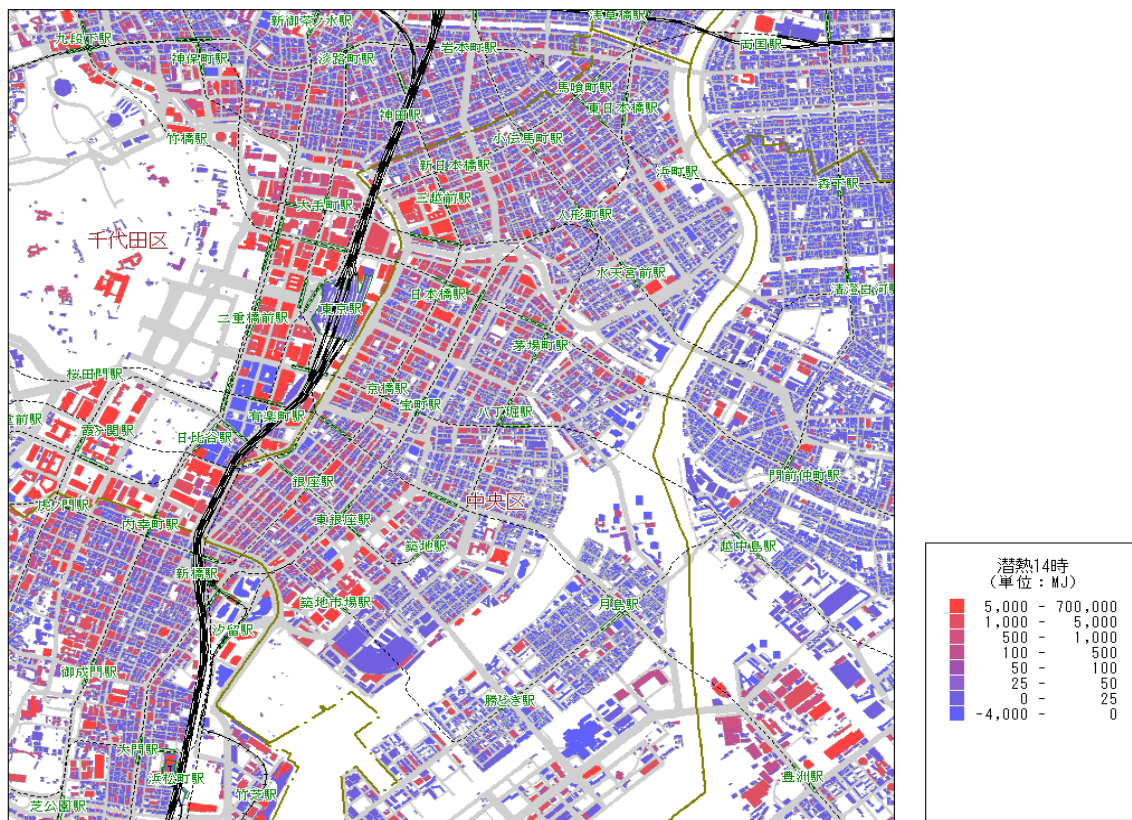 浅草橋駅
新御茶ノ水駅
九段下駅
岩本町駅
両国駅
神保町駅
淡路町駅
馬喰町駅
東日本橋駅
神田駅
竹橋駅
小伝馬町駅
新日本橋駅
浜町駅
森下駅
三越前駅
大手町駅
人形町駅
千代田区
水天宮前駅
清澄白河駅
日本橋駅
東京駅
二重橋前駅
茅場町駅
桜田門駅
京橋駅
宝町駅
八丁堀駅
有楽町駅
堂前駅
霞ヶ関駅
日比谷駅
門前仲町駅
銀座駅
中央区
虎ノ門駅
内幸町駅
東銀座駅
築地駅
越中島駅
新橋駅
築地市場駅
月島駅
汐留駅
御成門駅
勝どき駅
大門駅
浜松町駅
豊洲駅
竹芝駅
芝公園駅
潜熱14時
(単位:MJ)
5,000 - 700,000
1,000 - 5,000
500 - 1,000
100 - 500
50 - 100
25 - 50
0 - 25
-4,000 - 0